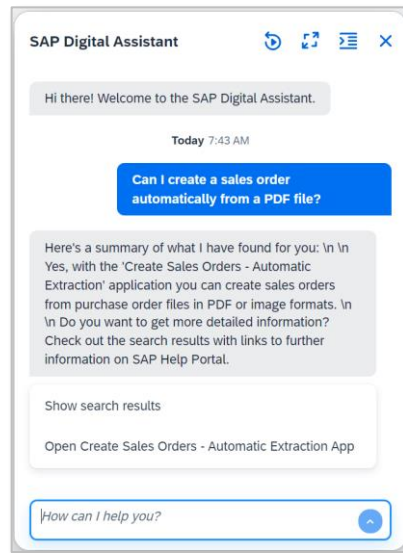 SAP Digital Assistant
Hi there! Welcome to the SAP Digital Assistant.
Today 7:43 AM
Can I create a sales order
automatically from a PDF file?
Here's a summary of what I have found for you: \n \n
Yes, with the 'Create Sales Orders - Automatic
Extraction' application you can create sales orders
from purchase order files in PDF or image formats. \n
\n Do you want to get more detailed information?
Check out the search results with links to further
information on SAP Help Portal.
Show search results
Open Create Sales Orders - Automatic Extraction App
How can I help you?